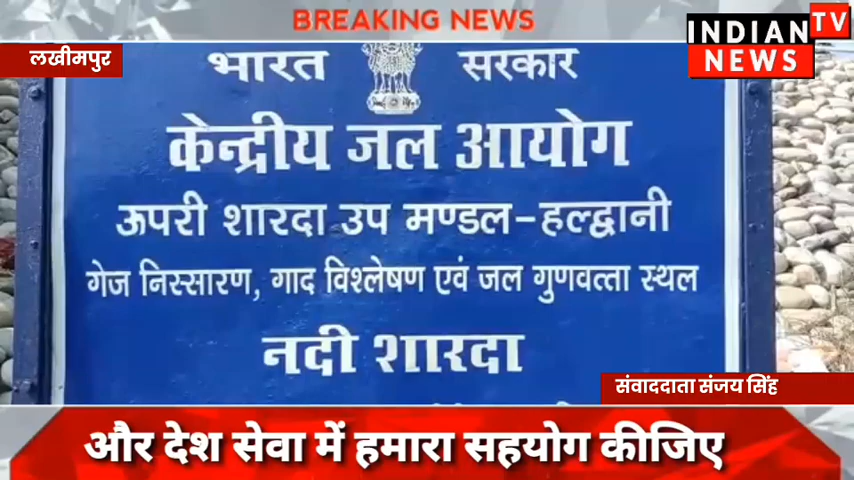 BREAKING NEWS
INDIAN TV
NEWS
लखीमपुर
भारत सरकार
केन्द्रीय जल आयोग
ऊपरी शारदा उप मण्डल-हल्द्वानी
गेज निस्सारण, गाद विश्लेषण एवं जल गुणवत्ता स्थल
नदी शारदा
संवाददाता संजय सिंह
और देश सेवा में हमारा सहयोग कीजिए